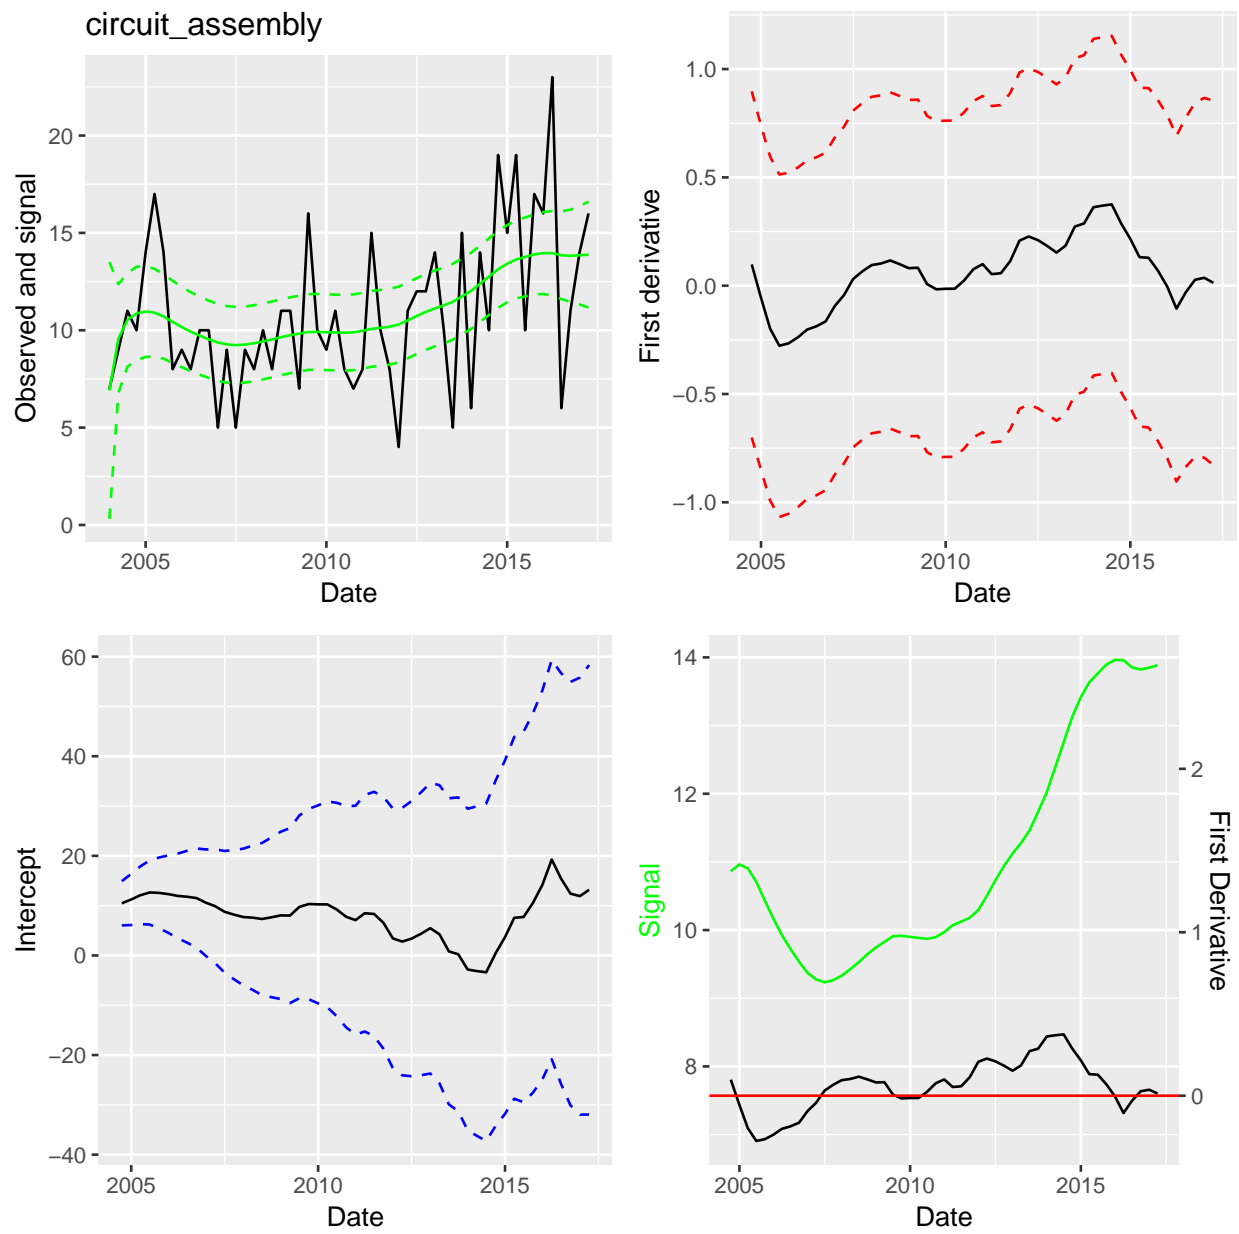 circuit_assembly
Observed and signal
20
15
10
5
0
2005 2010 2015
Date
First derivative
1.0
0.5
0.0
−0.5
−1.0
2005 2010 2015
Date
Intercept
60
40
20
0
−20
−40
2005 2010 2015
Date
Signal
14
12
10
8
2
1
0
First Derivative
2005 2010 2015
Date